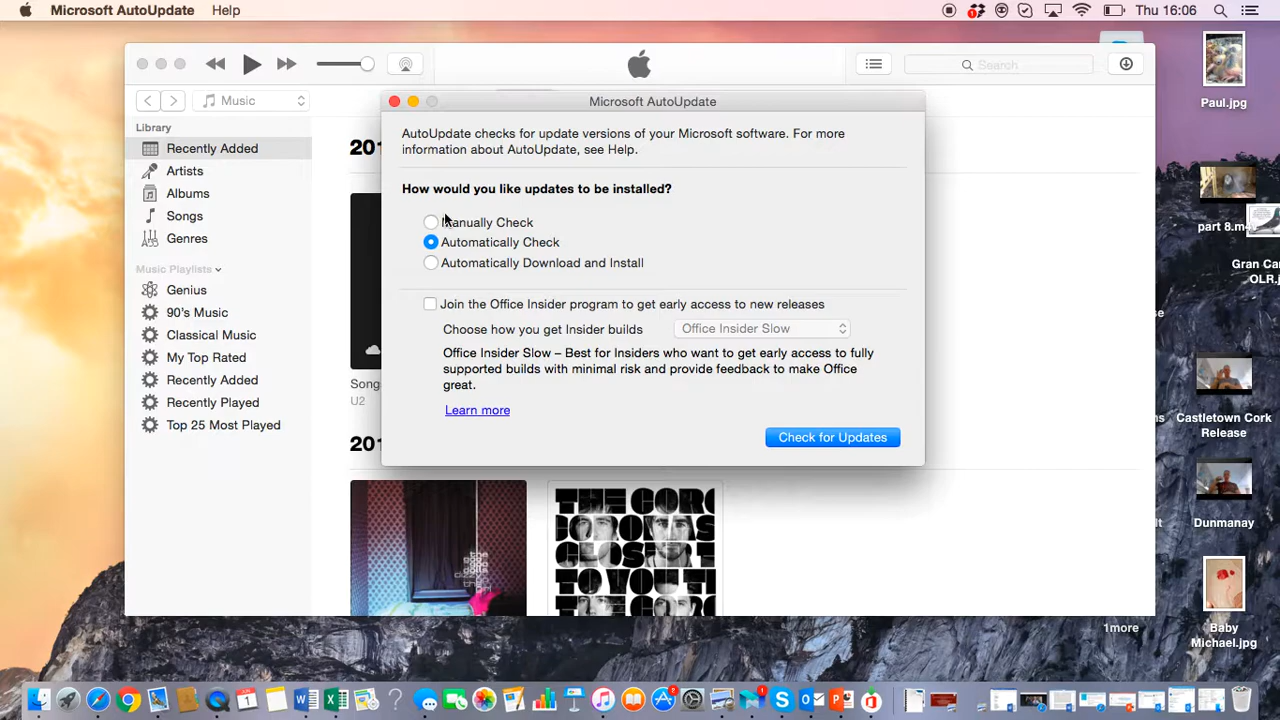 Microsoft AutoUpdate Help
Thu 16:06
Search
Music
Microsoft AutoUpdate
Library
Recently Added
Artists
Albums
Songs
Genres
Music Playlists
Genius
90's Music
Classical Music
My Top Rated
Recently Added
Recently Played
Top 25 Most Played
AutoUpdate checks for update versions of your Microsoft software. For more
information about AutoUpdate, see Help.
How would you like updates to be installed?
Manually Check
Automatically Check
Automatically Download and Install
Join the Office Insider program to get early access to new releases
Choose how you get Insider builds
Office Insider Slow
Office Insider Slow – Best for Insiders who want to get early access to fully
supported builds with minimal risk and provide feedback to make Office
great.
Learn more
Check for Updates
Songs
U2
Paul.jpg
Castletown Cork
Release
Dunmanay
Baby
Michael.jpg
1more